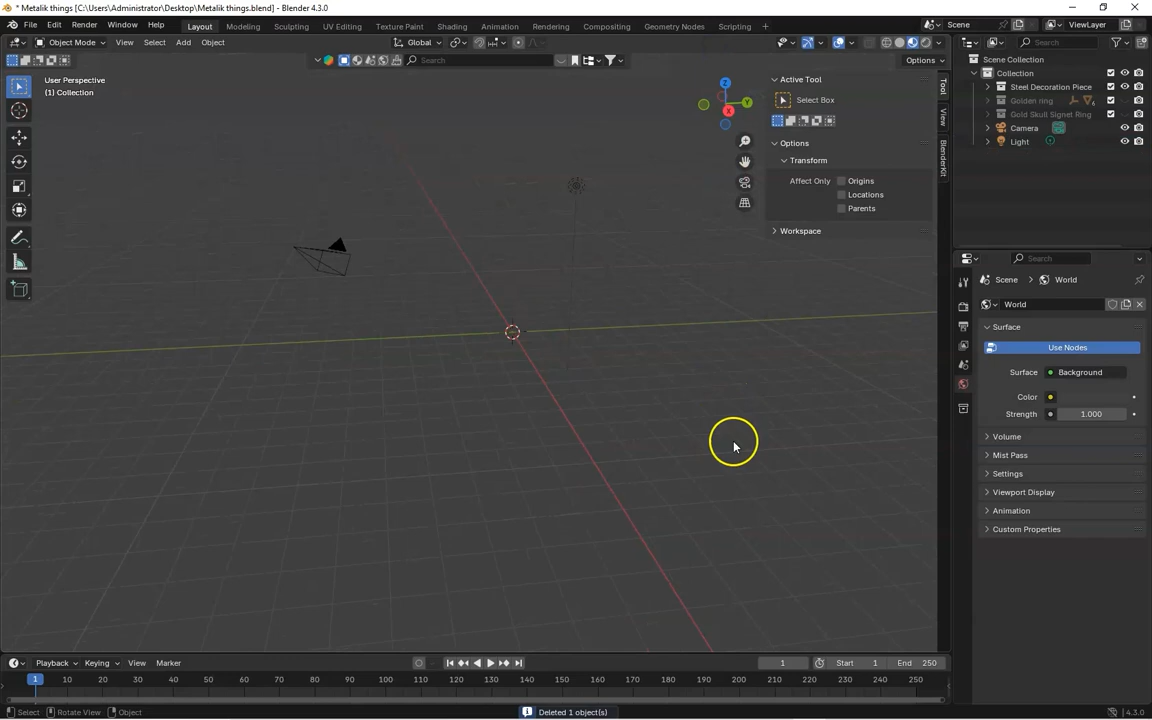 * Metalik things [C:\Users\Administrator\Desktop\Metalik things.blend] - Blender 4.3.0
File Edit Render Window Help Layout Modeling Sculpting UV Editing Texture Paint Shading Animation Rendering Compositing Geometry Nodes Scripting + Scene ViewLayer
Object Mode View Select Add Object Global Search
Search Options
User Perspective
(1) Collection
Z
Y
X
Active Tool
Select Box
Options
Transform
Affect Only Origins
Locations
Parents
Workspace
Tool
View
BlenderKit
Scene Collection
Collection
Steel Decoration Piece
Golden ring 6
Gold Skull Signet Ring
Camera
Light
Search
Scene World
World
Surface
Use Nodes
Surface Background
Color
Strength 1.000
Volume
Mist Pass
Settings
Viewport Display
Animation
Custom Properties
Playback Keying View Marker 1 Start 1 End 250
1 10 20 30 40 50 60 70 80 90 100 110 120 130 140 150 160 170 180 190 200 210 220 230 240 250
Select Rotate View Object Deleted 1 object(s) 4.3.0